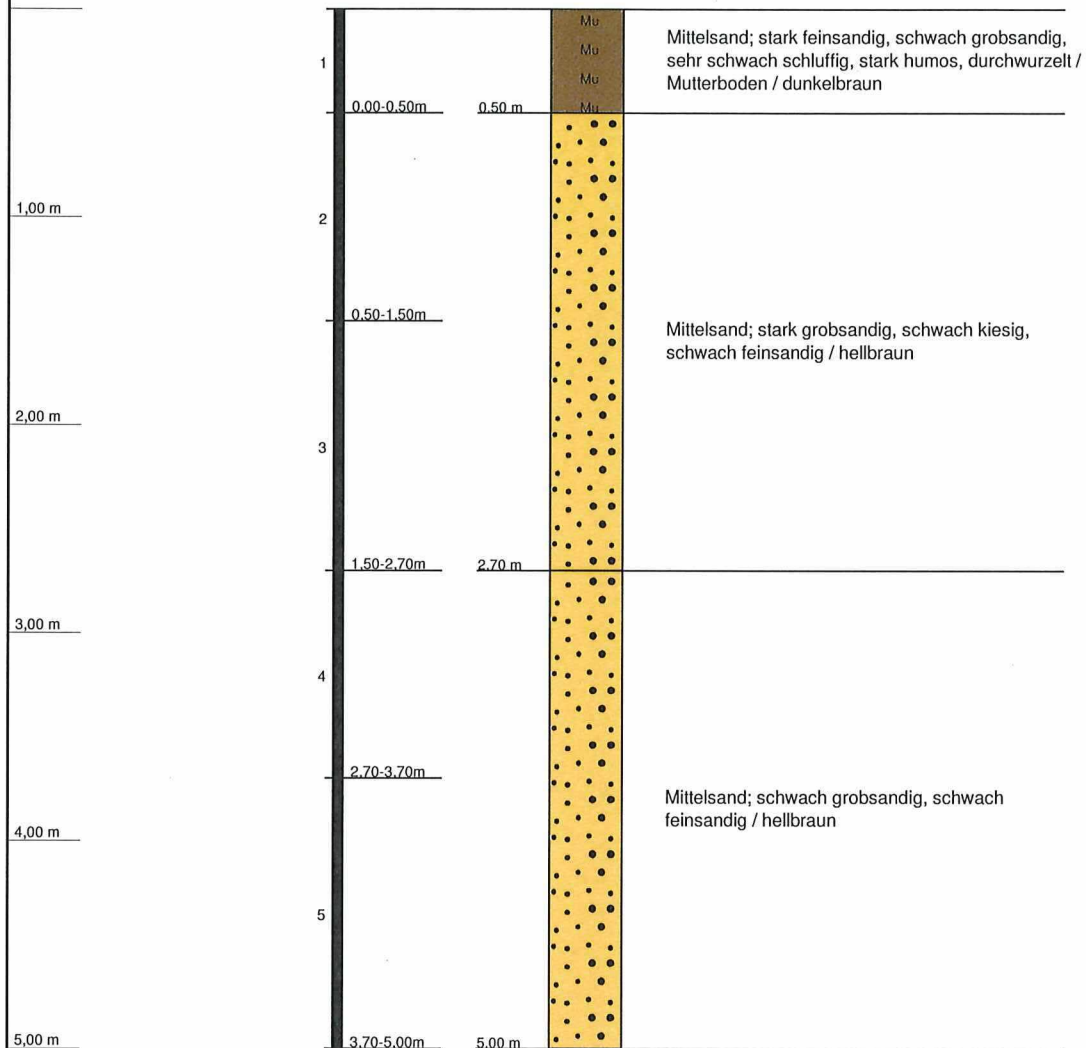 Mu
Mu
Mu
Mu
1
0.00-0.50m
0.50 m
Mittelsand; stark feinsandig, schwach grobsandig,
sehr schwach schluffig, stark humos, durchwurzelt /
Mutterboden / dunkelbraun
1,00 m
2
0.50-1.50m
Mittelsand; stark grobsandig, schwach kiesig,
schwach feinsandig / hellbraun
2,00 m
3
1.50-2.70m
2.70 m
3,00 m
4
2.70-3.70m
Mittelsand; schwach grobsandig, schwach
feinsandig / hellbraun
4,00 m
5
5,00 m
3.70-5.00m
5.00 m